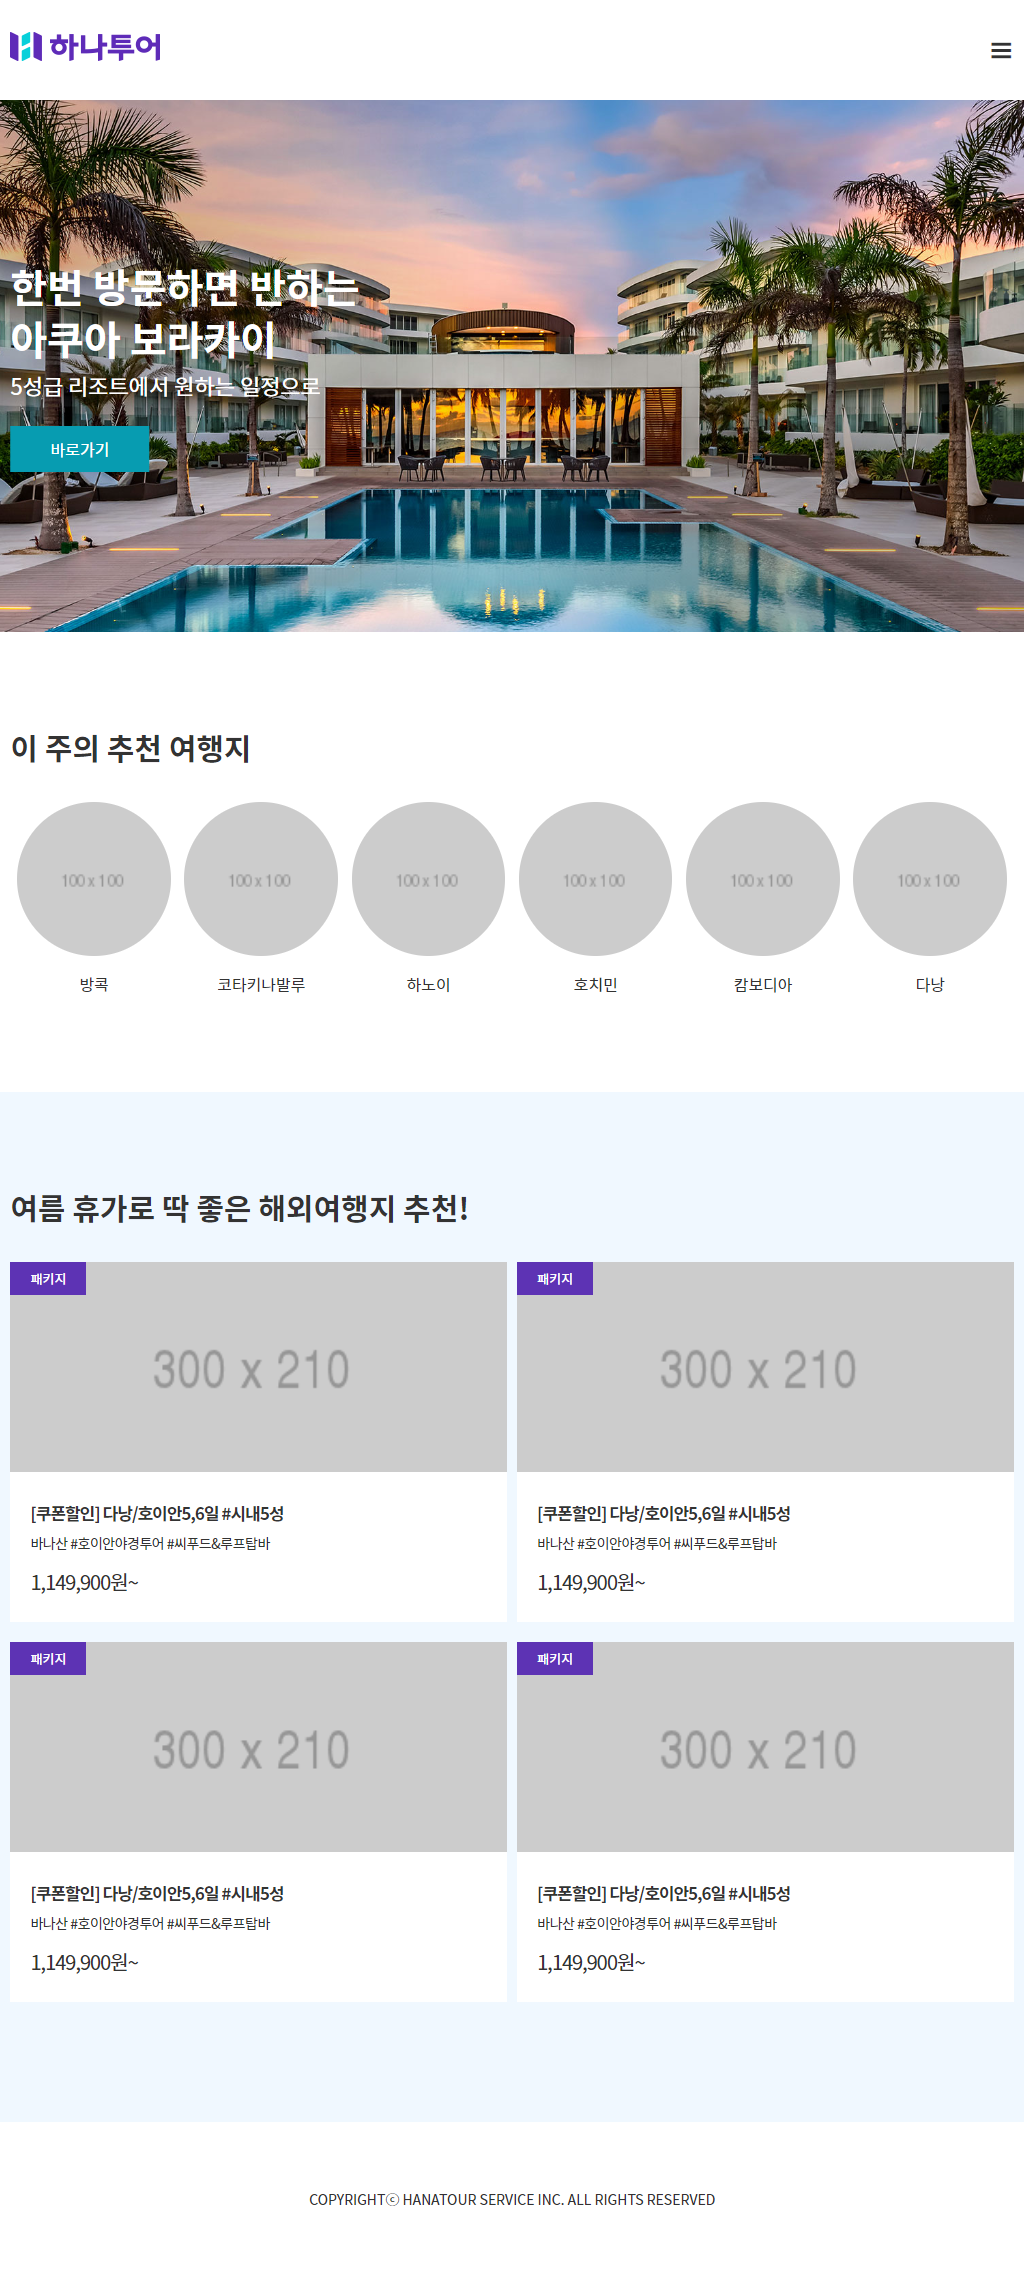 하나투어
한번 방문하면 반하는
아쿠아 보라카이
5성급 리조트에서 원하는 일정으로
바로가기
이 주의 추천 여행지
100 x 100
100 x 100
100 x 100
100 x 100
100 x 100
100 x 100
방콕
코타키나발루
하노이
호치민
캄보디아
다낭
여름 휴가로 딱 좋은 해외여행지 추천!
패키지
300 x 210
[쿠폰할인] 다낭/호이안5,6일 #시내5성
바나산 #호이안야경투어 #씨푸드&루프탑바
1,149,900원~
패키지
300 x 210
[쿠폰할인] 다낭/호이안5,6일 #시내5성
바나산 #호이안야경투어 #씨푸드&루프탑바
1,149,900원~
패키지
300 x 210
[쿠폰할인] 다낭/호이안5,6일 #시내5성
바나산 #호이안야경투어 #씨푸드&루프탑바
1,149,900원~
패키지
300 x 210
[쿠폰할인] 다낭/호이안5,6일 #시내5성
바나산 #호이안야경투어 #씨푸드&루프탑바
1,149,900원~
COPYRIGHTⓒ HANATOUR SERVICE INC. ALL RIGHTS RESERVED